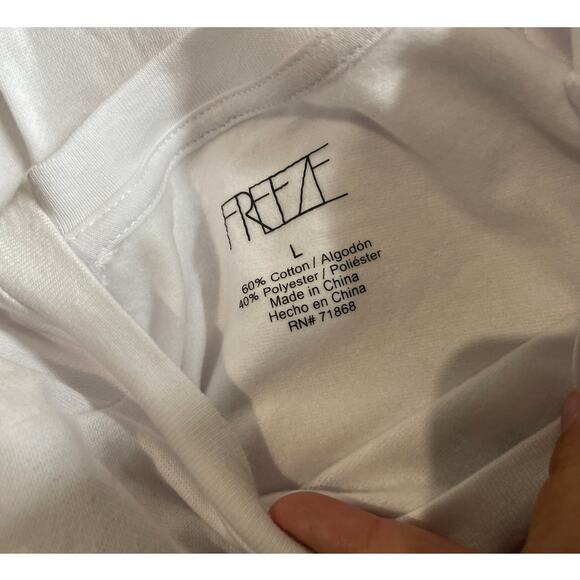 FREEZE
L
60% Cotton / Algodón
40% Polyester / Poliéster
Made in China
Hecho en China
RN# 71868